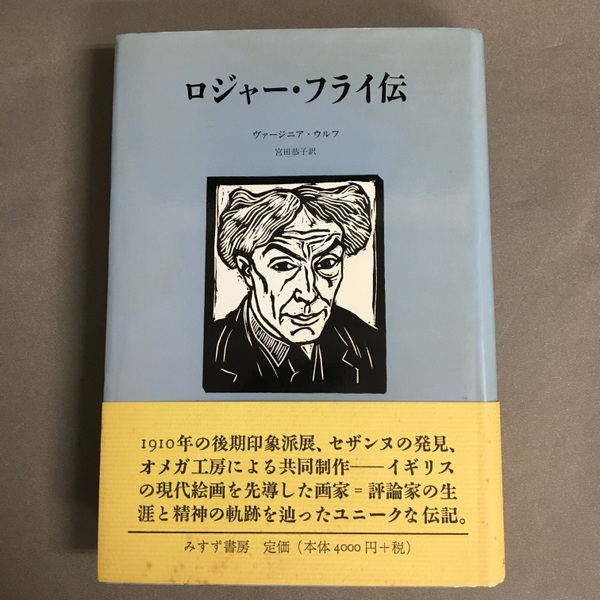 ロジャー・フライ伝
ヴァージニア・ウルフ
宮田恭子訳
1910年の後期印象派展、セザンヌの発見、
オメガ工房による共同制作──イギリス
の現代絵画を先導した画家=評論家の生
涯と精神の軌跡を辿ったユニークな伝記。
みすず書房 定価（本体4000円＋税）